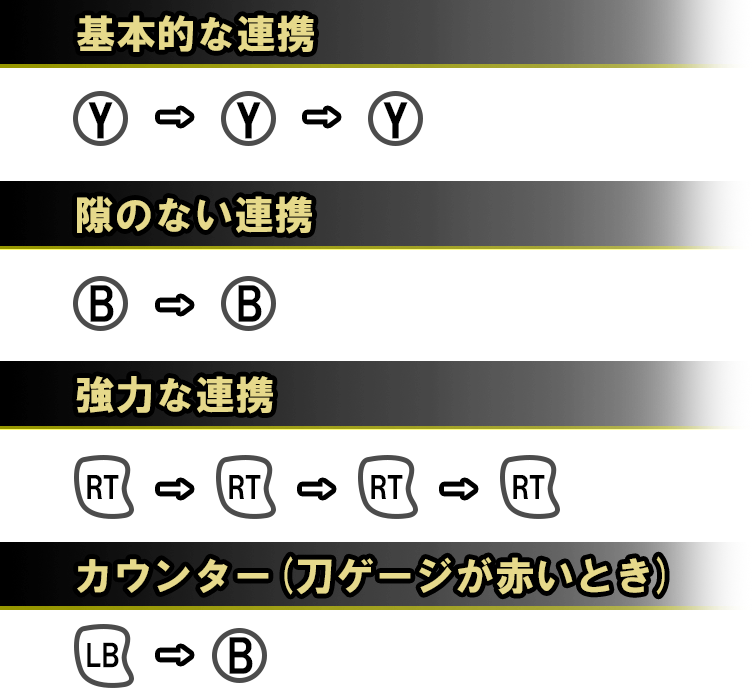 基本的な連携
Y ⇨ Y ⇨ Y
隙のない連携
B ⇨ B
強力な連携
RT ⇨ RT ⇨ RT ⇨ RT
カウンター(刀ゲージが赤いとき)
LB ⇨ B